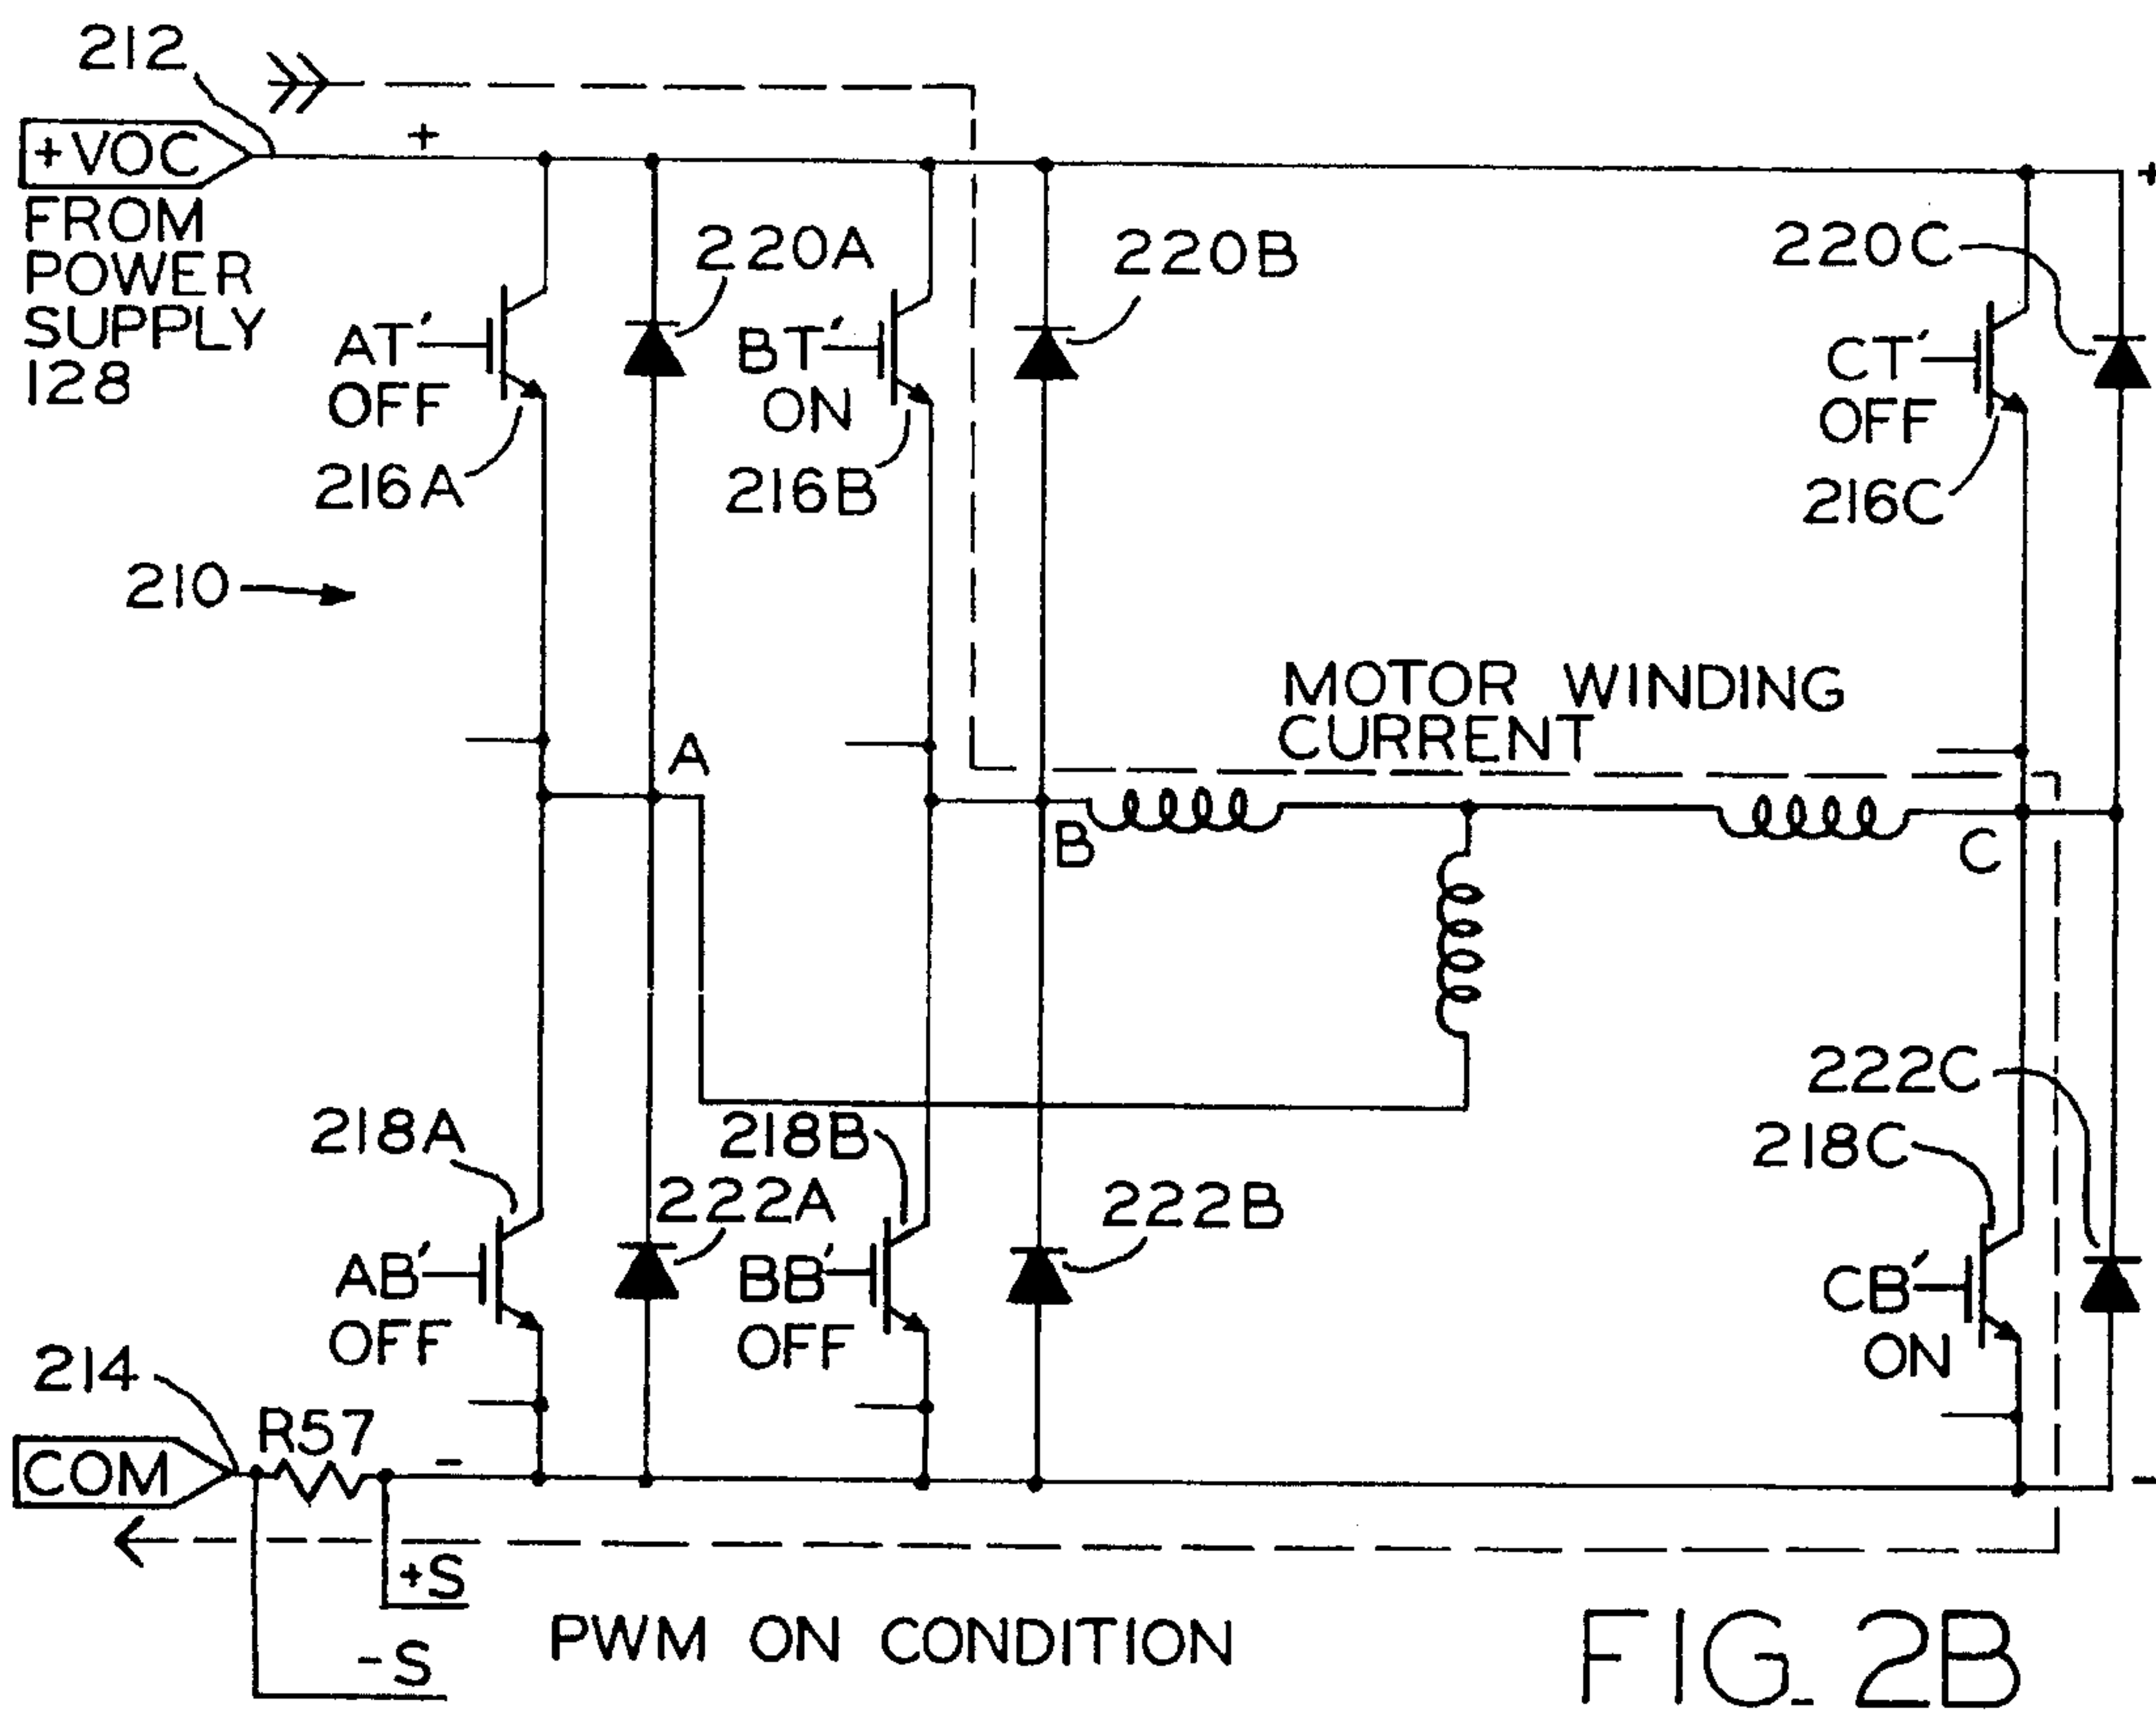 212
+VOC
+
+
FROM
POWER
SUPPLY
128
220A
220B
220C
AT′
OFF
BT′
ON
CT′
OFF
216A
216B
216C
210
MOTOR WINDING
CURRENT
A
B
C
218A
218B
222C
218C
222A
222B
AB′
OFF
BB′
OFF
CB′
ON
214
R57
COM
-
-
+S
-S
PWM ON CONDITION
FIG. 2B